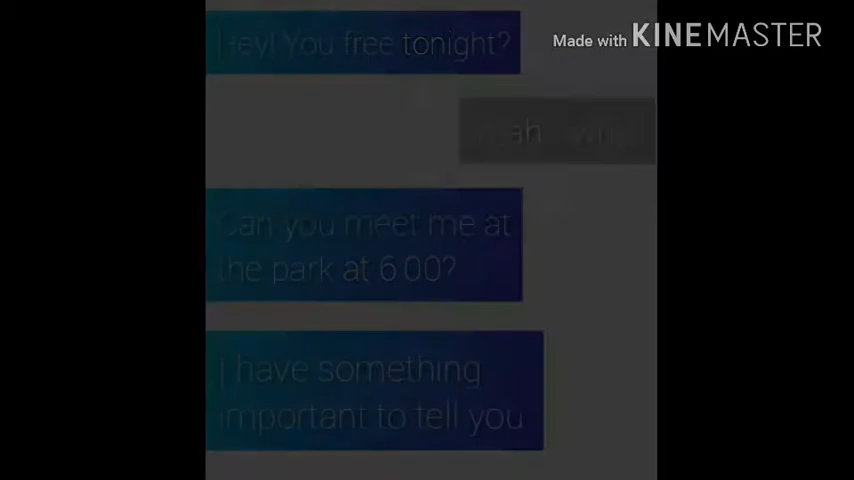 Hey! You free tonight?
Made with KINEMASTER
Yeah
Can you meet me at
the park at 6:00?
I have something
important to tell you